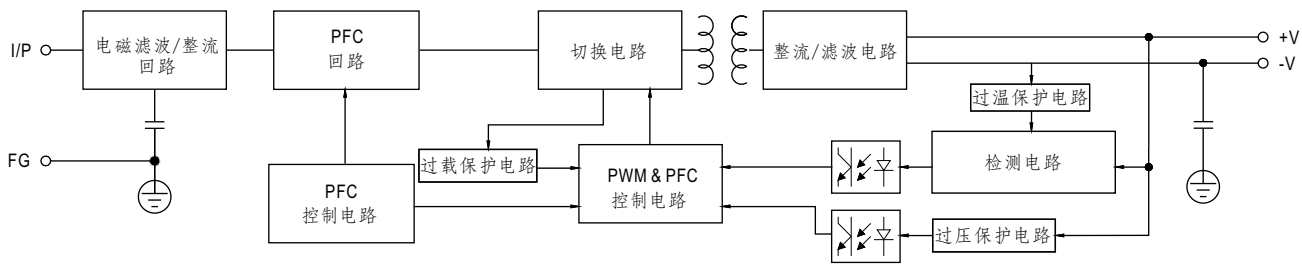 I/P
电磁滤波/整流
回路
PFC
回路
切换电路
整流/滤波电路
+V
-V
过温保护电路
FG
过载保护电路
PFC
控制电路
PWM & PFC
控制电路
检测电路
过压保护电路